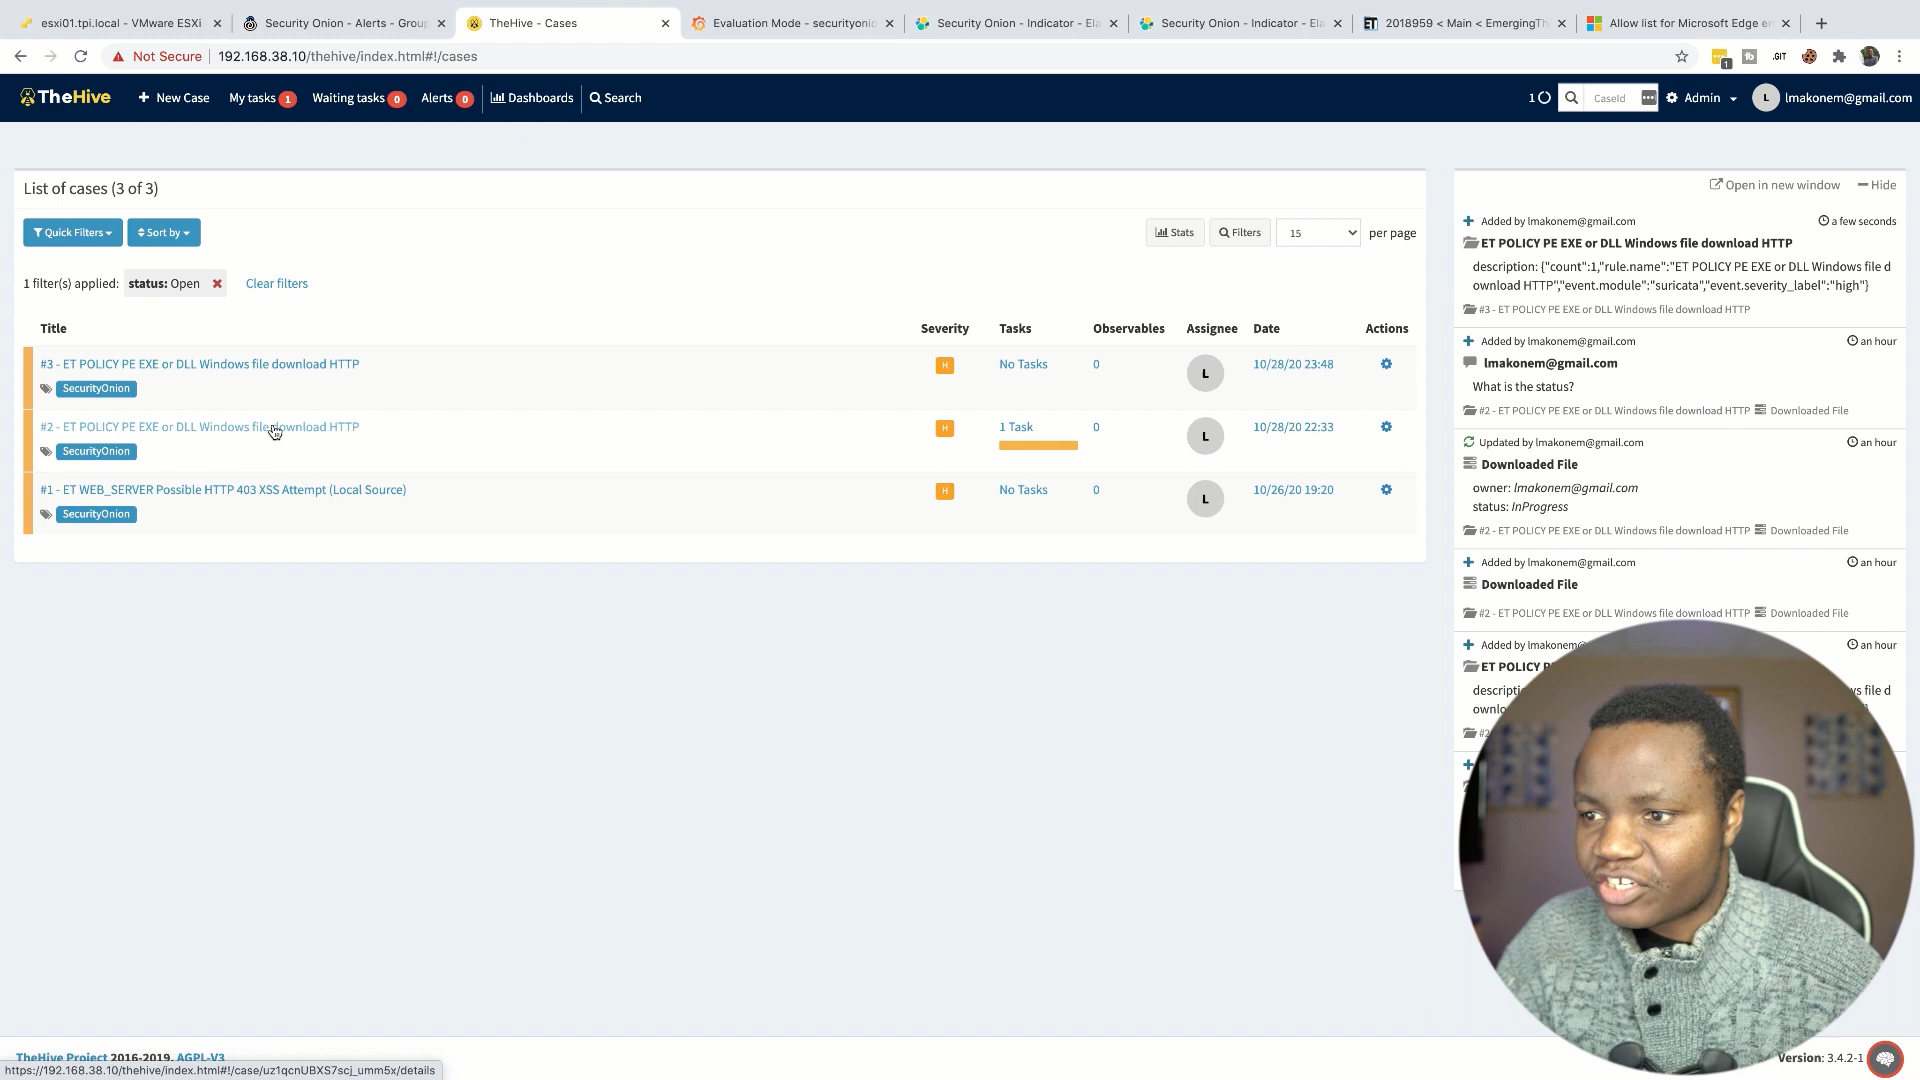 esxi01.tpi.local - VMware ESXi
Security Onion - Alerts - Group
TheHive - Cases
Evaluation Mode - securityonio
Security Onion - Indicator - Ela
Security Onion - Indicator - Ela
2018959 < Main < EmergingTh
Allow list for Microsoft Edge en
Not Secure
192.168.38.10/thehive/index.html#!/cases
1
.GIT
TheHive
New Case
My tasks 1
Waiting tasks 0
Alerts 0
Dashboards
Search
1
CaseId
Admin
L
lmakonem@gmail.com
List of cases (3 of 3)
Quick Filters
Sort by
Stats
Filters
15
per page
1 filter(s) applied: status: Open
Clear filters
Title Severity Tasks Observables Assignee Date Actions
#3 - ET POLICY PE EXE or DLL Windows file download HTTP H No Tasks 0 L 10/28/20 23:48
SecurityOnion
#2 - ET POLICY PE EXE or DLL Windows file download HTTP H 1 Task 0 L 10/28/20 22:33
SecurityOnion
#1 - ET WEB_SERVER Possible HTTP 403 XSS Attempt (Local Source) H No Tasks 0 L 10/26/20 19:20
SecurityOnion
Open in new window Hide
Added by lmakonem@gmail.com a few seconds
ET POLICY PE EXE or DLL Windows file download HTTP
description: {"count":1,"rule.name":"ET POLICY PE EXE or DLL Windows file d
ownload HTTP","event.module":"suricata","event.severity_label":"high"}
#3 - ET POLICY PE EXE or DLL Windows file download HTTP
Added by lmakonem@gmail.com an hour
lmakonem@gmail.com
What is the status?
#2 - ET POLICY PE EXE or DLL Windows file download HTTP Downloaded File
Updated by lmakonem@gmail.com an hour
Downloaded File
owner: lmakonem@gmail.com
status: InProgress
#2 - ET POLICY PE EXE or DLL Windows file download HTTP Downloaded File
Added by lmakonem@gmail.com an hour
Downloaded File
#2 - ET POLICY PE EXE or DLL Windows file download HTTP Downloaded File
Added by lmakonem@ an hour
ET POLICY P
descripti ws file d
ownlo
#2
TheHive Project 2016-2019, AGPL-V3
Version: 3.4.2-1
https://192.168.38.10/thehive/index.html#!/case/uz1qcnUBXS7scj_umm5x/details